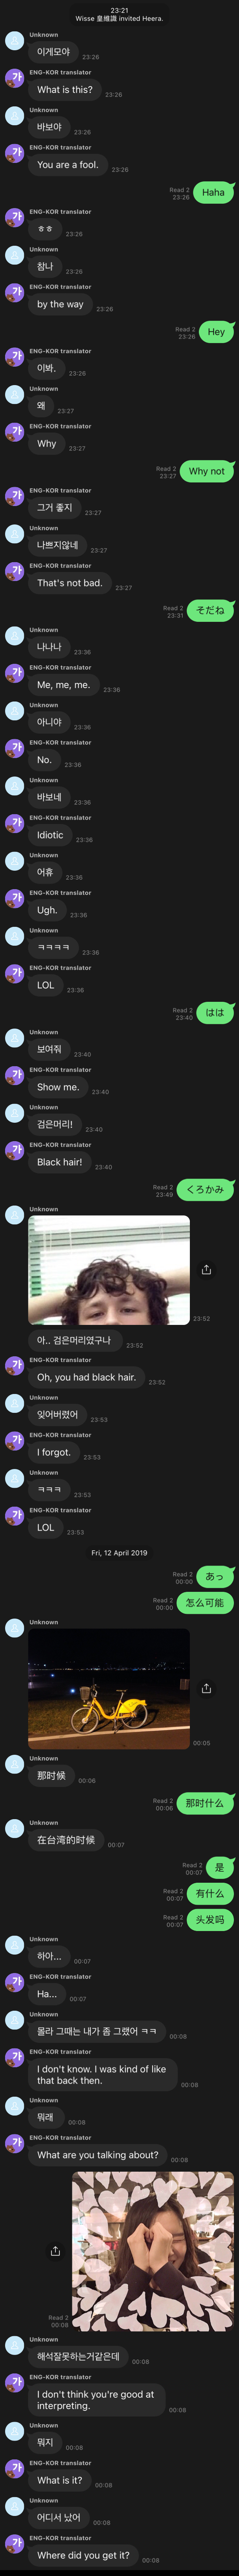 23:21
Wisse 皇維識 invited Heera.
Unknown
이게모야
23:26
ENG-KOR translator
What is this?
23:26
Unknown
바보야
23:26
ENG-KOR translator
You are a fool.
23:26
Read 2
23:26
Haha
ENG-KOR translator
ㅎㅎ
23:26
Unknown
참나
23:26
ENG-KOR translator
by the way
23:26
Read 2
23:26
Hey
ENG-KOR translator
이봐.
23:26
Unknown
왜
23:27
ENG-KOR translator
Why
23:27
Read 2
23:27
Why not
ENG-KOR translator
그거 좋지
23:27
Unknown
나쁘지않네
23:27
ENG-KOR translator
That's not bad.
23:27
Read 2
23:31
そだね
Unknown
나나나
23:36
ENG-KOR translator
Me, me, me.
23:36
Unknown
아니야
23:36
ENG-KOR translator
No.
23:36
Unknown
바보네
23:36
ENG-KOR translator
Idiotic
23:36
Unknown
어휴
23:36
ENG-KOR translator
Ugh.
23:36
Unknown
ㅋㅋㅋㅋ
23:36
ENG-KOR translator
LOL
23:36
Read 2
23:40
はは
Unknown
보여줘
23:40
ENG-KOR translator
Show me.
23:40
Unknown
검은머리!
23:40
ENG-KOR translator
Black hair!
23:40
Read 2
23:49
くろかみ
Unknown
23:52
아.. 검은머리였구나
23:52
ENG-KOR translator
Oh, you had black hair.
23:52
Unknown
잊어버렸어
23:53
ENG-KOR translator
I forgot.
23:53
Unknown
ㅋㅋㅋ
23:53
ENG-KOR translator
LOL
23:53
Fri, 12 April 2019
Read 2
00:00
あっ
Read 2
00:00
怎么可能
Unknown
00:05
Unknown
那时候
00:06
Read 2
00:06
那时什么
Unknown
在台湾的时候
00:07
Read 2
00:07
是
Read 2
00:07
有什么
Read 2
00:07
头发吗
Unknown
하아...
00:07
ENG-KOR translator
Ha...
00:07
Unknown
몰라 그때는 내가 좀 그랬어 ㅋㅋ
00:08
ENG-KOR translator
I don't know. I was kind of like
that back then.
00:08
Unknown
뭐래
00:08
ENG-KOR translator
What are you talking about?
00:08
Read 2
00:08
Unknown
해석잘못하는거같은데
00:08
ENG-KOR translator
I don't think you're good at
interpreting.
00:08
Unknown
뭐지
00:08
ENG-KOR translator
What is it?
00:08
Unknown
어디서 났어
00:08
ENG-KOR translator
Where did you get it?
00:08